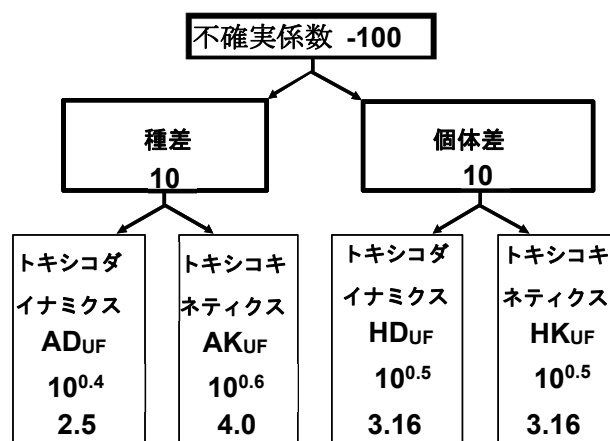 不確実係数 -100
種差
10
個体差
10
トキシコダ
イナミクス
ADUF
10^0.4
2.5
トキシコキ
ネティクス
AKUF
10^0.6
4.0
トキシコダ
イナミクス
HDUF
10^0.5
3.16
トキシコキ
ネティクス
HKUF
10^0.5
3.16